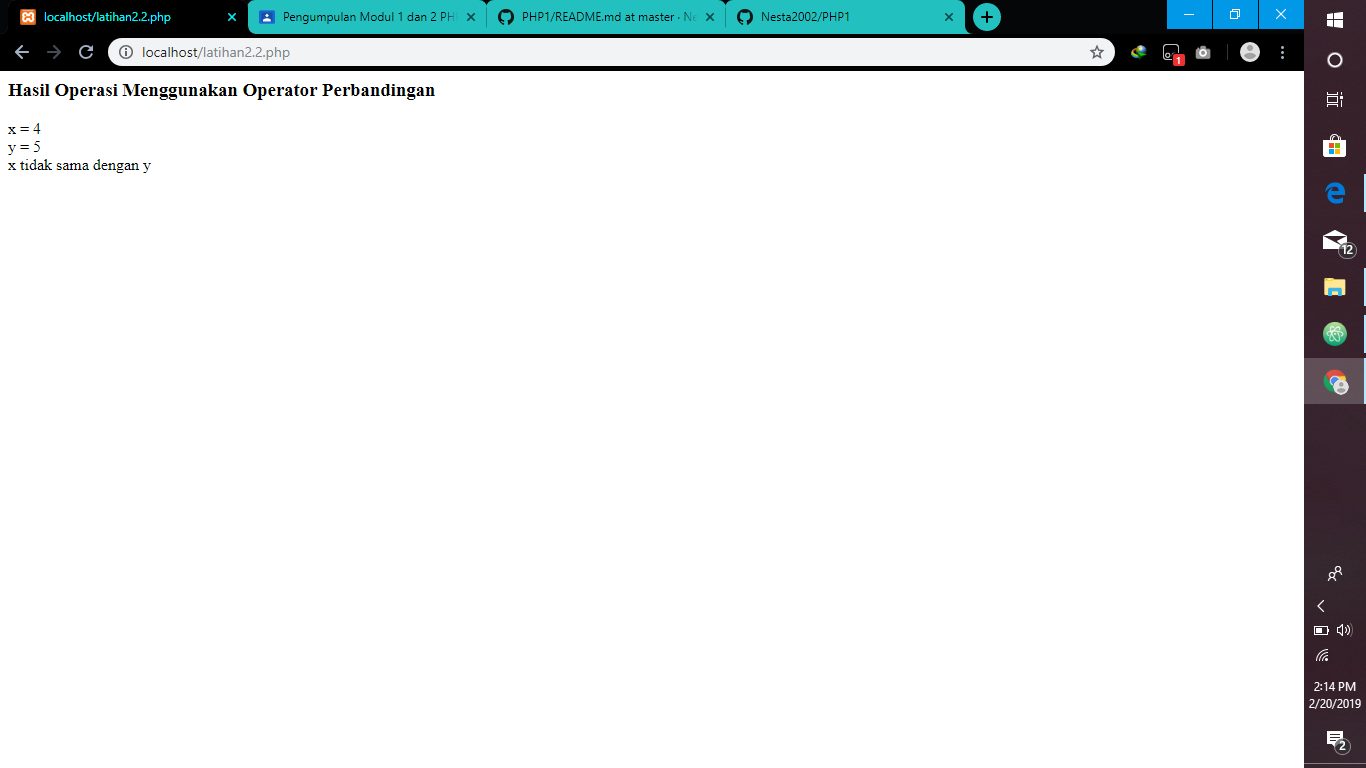 localhost/latihan2.2.php
Pengumpulan Modul 1 dan 2 PH
PHP1/README.md at master · Ne
Nesta2002/PHP1
localhost/latihan2.2.php
1
Hasil Operasi Menggunakan Operator Perbandingan
x = 4
y = 5
x tidak sama dengan y
12
2:14 PM
2/20/2019
2